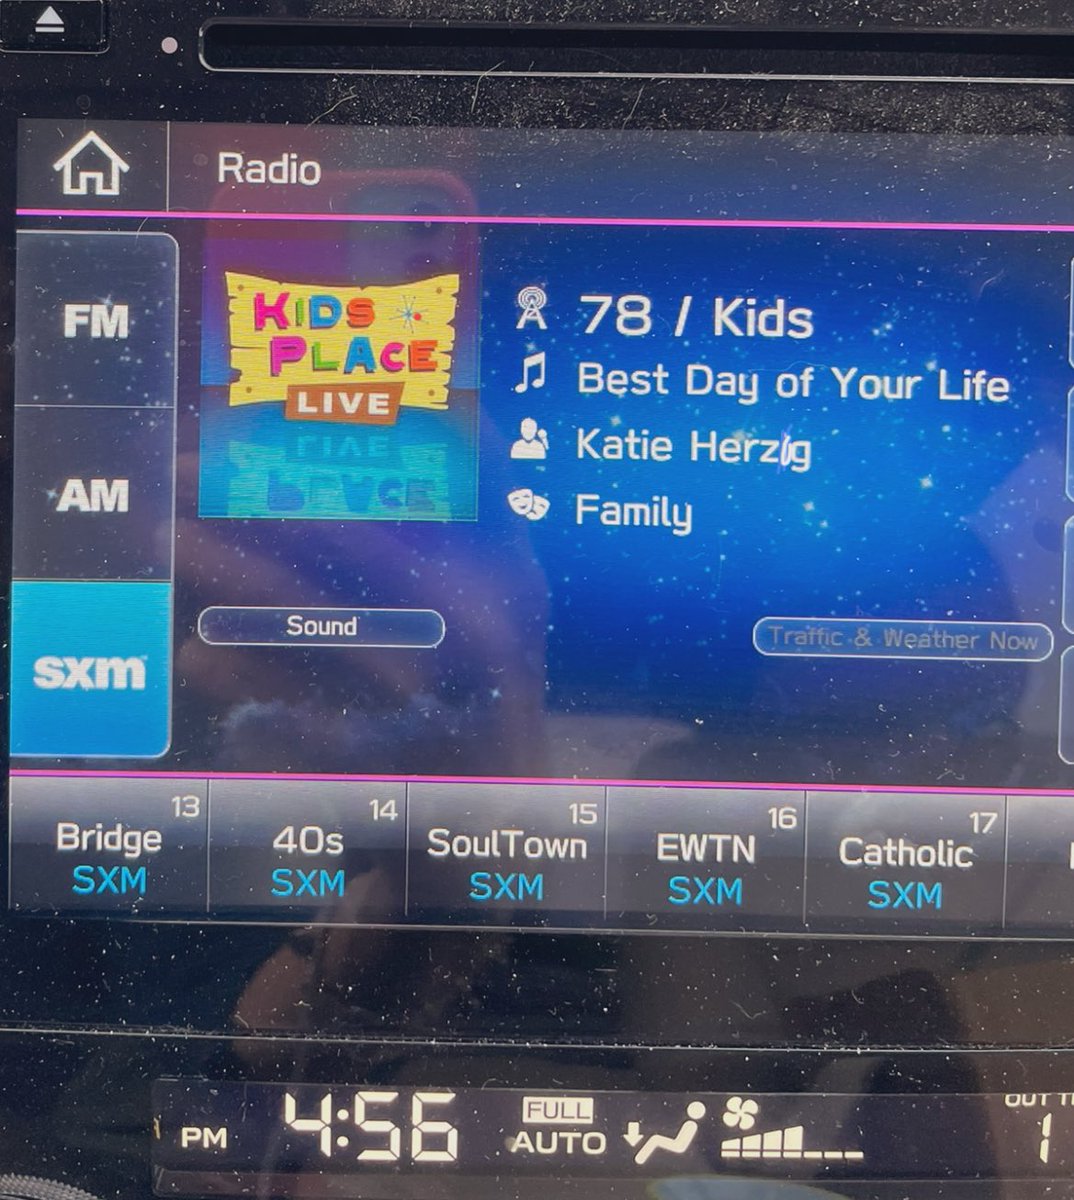 Radio
FM
AM
sxm
KIDS
PLACE
LIVE
78 / Kids
Best Day of Your Life
Katie Herzig
Family
Sound
Traffic & Weather Now
13
Bridge
SXM
14
40s
SXM
15
SoulTown
SXM
16
EWTN
SXM
17
Catholic
SXM
PM 4:56
FULL
AUTO
OUT